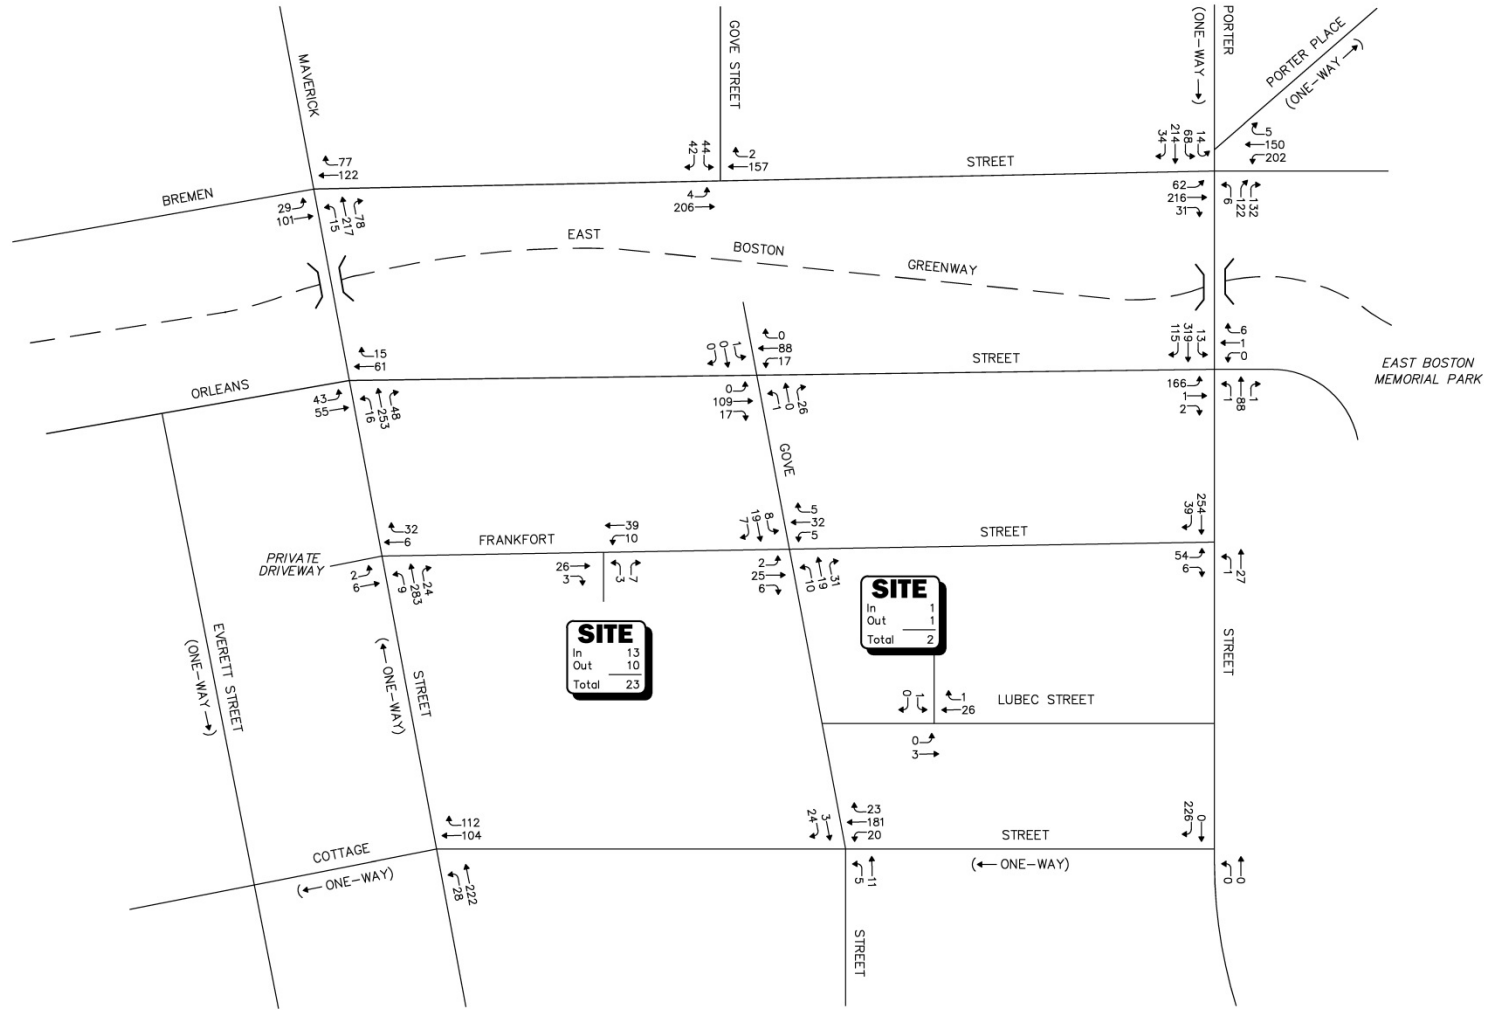 MAVERICK
GOVE STREET
PORTER
(ONE-WAY →)
PORTER PLACE
(ONE-WAY →)
77
122
42
44
2
157
34
214
68
14
5
150
202
BREMEN
STREET
29
101
15
217
78
4
206
62
216
31
6
122
132
EAST
BOSTON
GREENWAY
15
61
0
0
1
0
88
17
115
319
13
6
1
0
ORLEANS
STREET
EAST BOSTON
MEMORIAL PARK
43
55
16
253
48
0
109
17
1
0
26
166
1
2
1
88
1
GOVE
32
6
39
10
7
19
8
5
32
5
39
254
FRANKFORT
STREET
PRIVATE
DRIVEWAY
2
6
9
283
24
26
3
3
7
2
25
6
10
19
31
54
6
1
27
SITE
In 1
Out 1
Total 2
SITE
In 13
Out 10
Total 23
EVERETT STREET
(ONE-WAY →)
STREET
(← ONE-WAY)
STREET
0
1
1
26
LUBEC STREET
0
3
112
104
24
3
23
181
20
226
0
COTTAGE
STREET
(← ONE-WAY)
(← ONE-WAY)
28
222
5
11
0
0
STREET